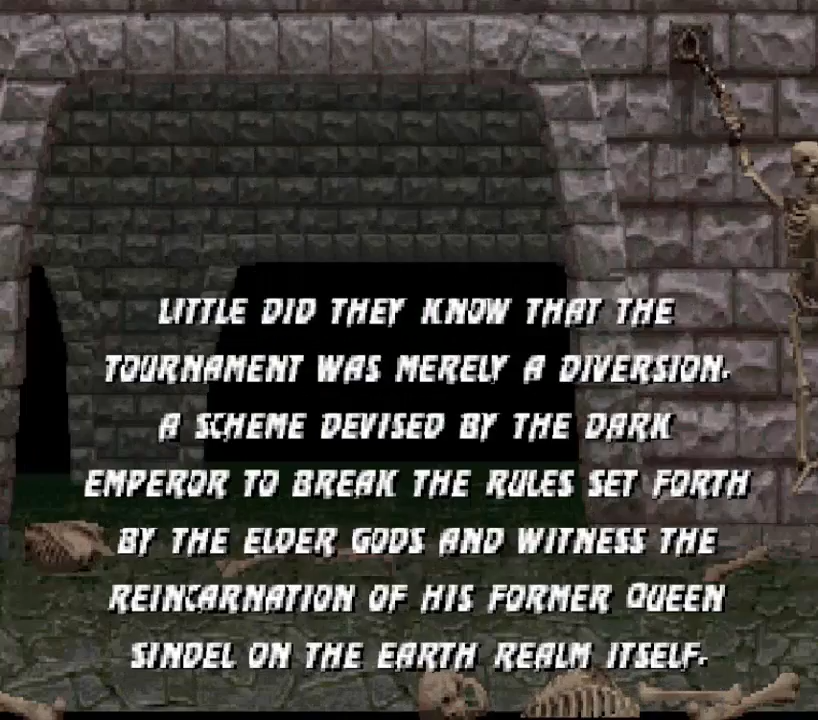 LITTLE DID THEY KNOW THAT THE
TOURNAMENT WAS MERELY A DIVERSION.
A SCHEME DEVISED BY THE DARK
EMPEROR TO BREAK THE RULES SET FORTH
BY THE ELDER GODS AND WITNESS THE
REINCARNATION OF HIS FORMER QUEEN
SINDEL ON THE EARTH REALM ITSELF.